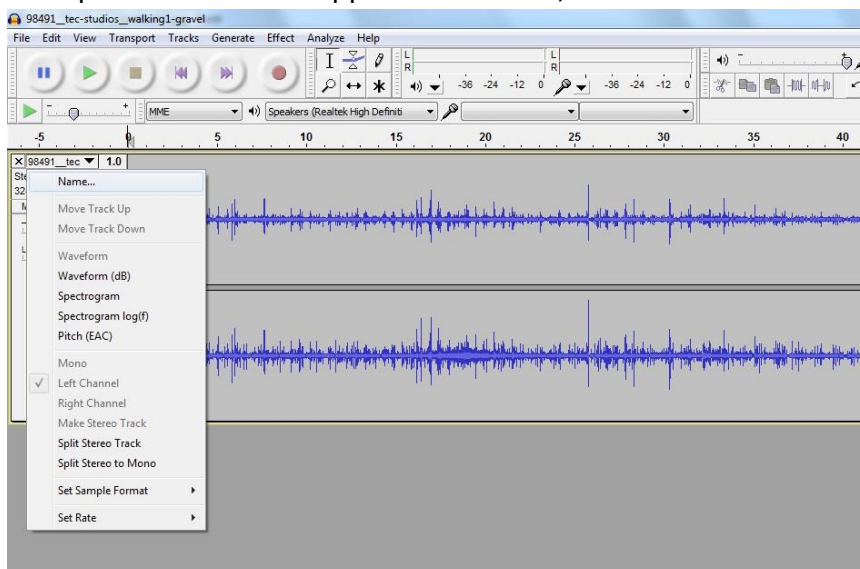 98491__tec-studios__walking1-gravel
File Edit View Transport Tracks Generate Effect Analyze Help
L
R
-36 -24 -12 0
L
R
-36 -24 -12 0
MME
Speakers (Realtek High Definiti
-5 0 5 10 15 20 25 30 35 40
98491__tec 1.0
Name...
Move Track Up
Move Track Down
Waveform
Waveform (dB)
Spectrogram
Spectrogram log(f)
Pitch (EAC)
Mono
Left Channel
Right Channel
Make Stereo Track
Split Stereo Track
Split Stereo to Mono
Set Sample Format
Set Rate